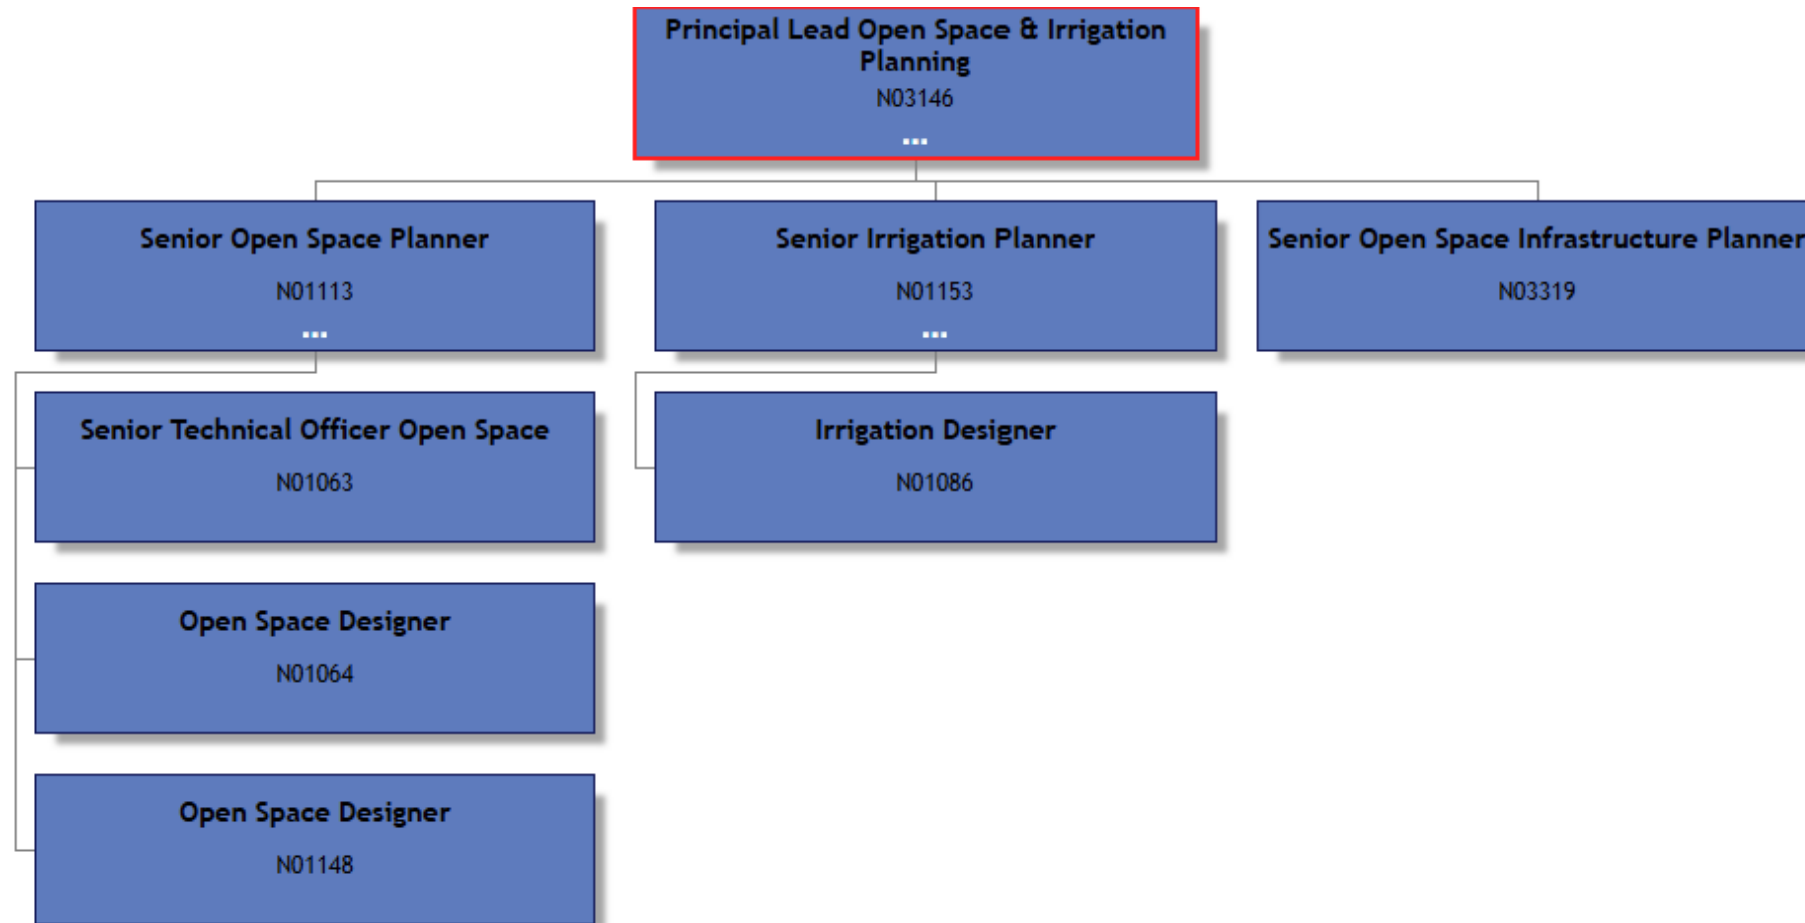 Principal Lead Open Space & Irrigation
Planning
N03146
...
Senior Open Space Planner
N01113
...
Senior Irrigation Planner
N01153
...
Senior Open Space Infrastructure Planner
N03319
Senior Technical Officer Open Space
N01063
Irrigation Designer
N01086
Open Space Designer
N01064
Open Space Designer
N01148